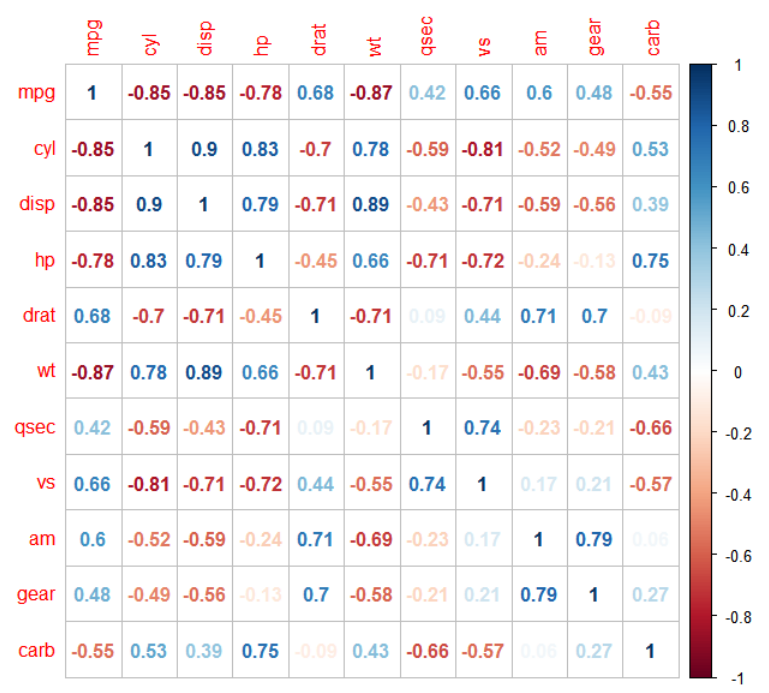 mpg cyl disp hp drat wt qsec vs am gear carb
mpg 1 -0.85 -0.85 -0.78 0.68 -0.87 0.42 0.66 0.6 0.48 -0.55
cyl -0.85 1 0.9 0.83 -0.7 0.78 -0.59 -0.81 -0.52 -0.49 0.53
disp -0.85 0.9 1 0.79 -0.71 0.89 -0.43 -0.71 -0.59 -0.56 0.39
hp -0.78 0.83 0.79 1 -0.45 0.66 -0.71 -0.72 -0.24 -0.13 0.75
drat 0.68 -0.7 -0.71 -0.45 1 -0.71 0.09 0.44 0.71 0.7 -0.09
wt -0.87 0.78 0.89 0.66 -0.71 1 -0.17 -0.55 -0.69 -0.58 0.43
qsec 0.42 -0.59 -0.43 -0.71 0.09 -0.17 1 0.74 -0.23 -0.21 -0.66
vs 0.66 -0.81 -0.71 -0.72 0.44 -0.55 0.74 1 0.17 0.21 -0.57
am 0.6 -0.52 -0.59 -0.24 0.71 -0.69 -0.23 0.17 1 0.79 0.06
gear 0.48 -0.49 -0.56 -0.13 0.7 -0.58 -0.21 0.21 0.79 1 0.27
carb -0.55 0.53 0.39 0.75 -0.09 0.43 -0.66 -0.57 0.06 0.27 1
1
0.8
0.6
0.4
0.2
0
-0.2
-0.4
-0.6
-0.8
-1